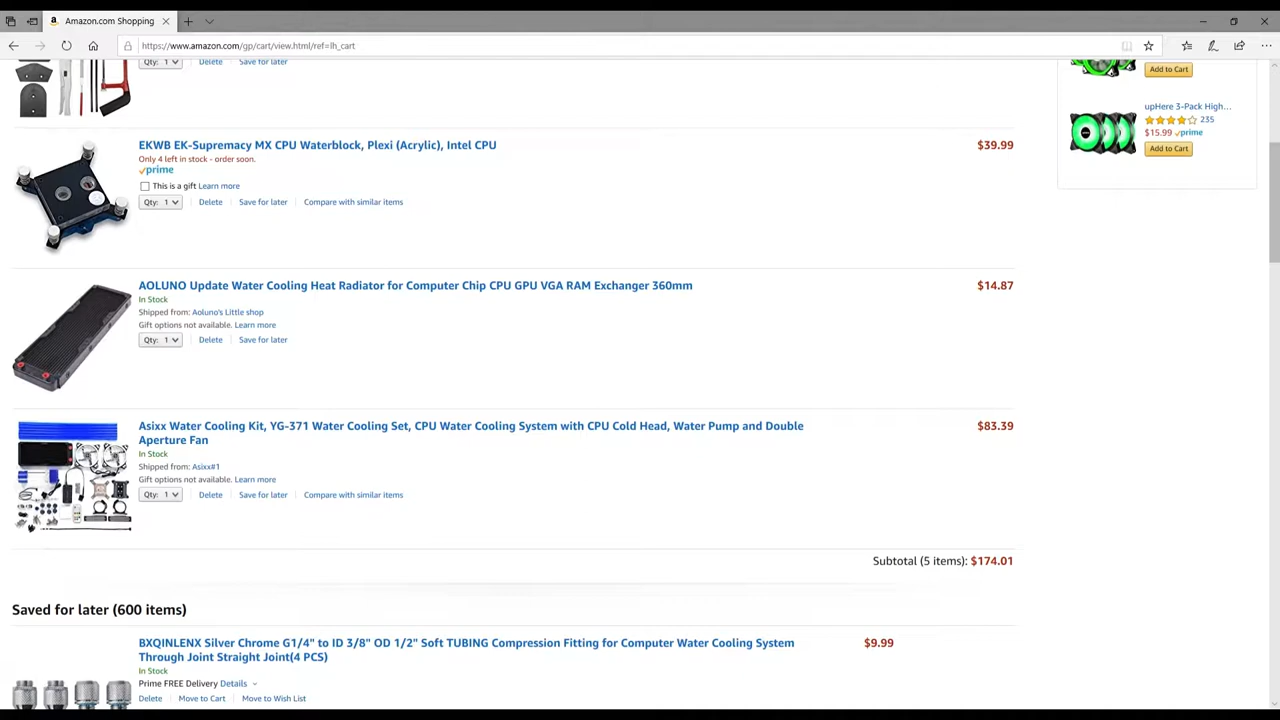 Amazon.com Shopping
https://www.amazon.com/gp/cart/view.html/ref=lh_cart
Qty: 1 Delete Save for later
Add to Cart
upHere 3-Pack High...
235
$15.99 prime
Add to Cart
EKWB EK-Supremacy MX CPU Waterblock, Plexi (Acrylic), Intel CPU $39.99
Only 4 left in stock - order soon.
prime
This is a gift Learn more
Qty: 1 Delete Save for later Compare with similar items
AOLUNO Update Water Cooling Heat Radiator for Computer Chip CPU GPU VGA RAM Exchanger 360mm $14.87
In Stock
Shipped from: Aoluno's Little shop
Gift options not available. Learn more
Qty: 1 Delete Save for later
Asixx Water Cooling Kit, YG-371 Water Cooling Set, CPU Water Cooling System with CPU Cold Head, Water Pump and Double $83.39
Aperture Fan
In Stock
Shipped from: Asixx#1
Gift options not available. Learn more
Qty: 1 Delete Save for later Compare with similar items
Subtotal (5 items): $174.01
Saved for later (600 items)
BXQINLENX Silver Chrome G1/4" to ID 3/8" OD 1/2" Soft TUBING Compression Fitting for Computer Water Cooling System $9.99
Through Joint Straight Joint(4 PCS)
In Stock
Prime FREE Delivery Details
Delete Move to Cart Move to Wish List